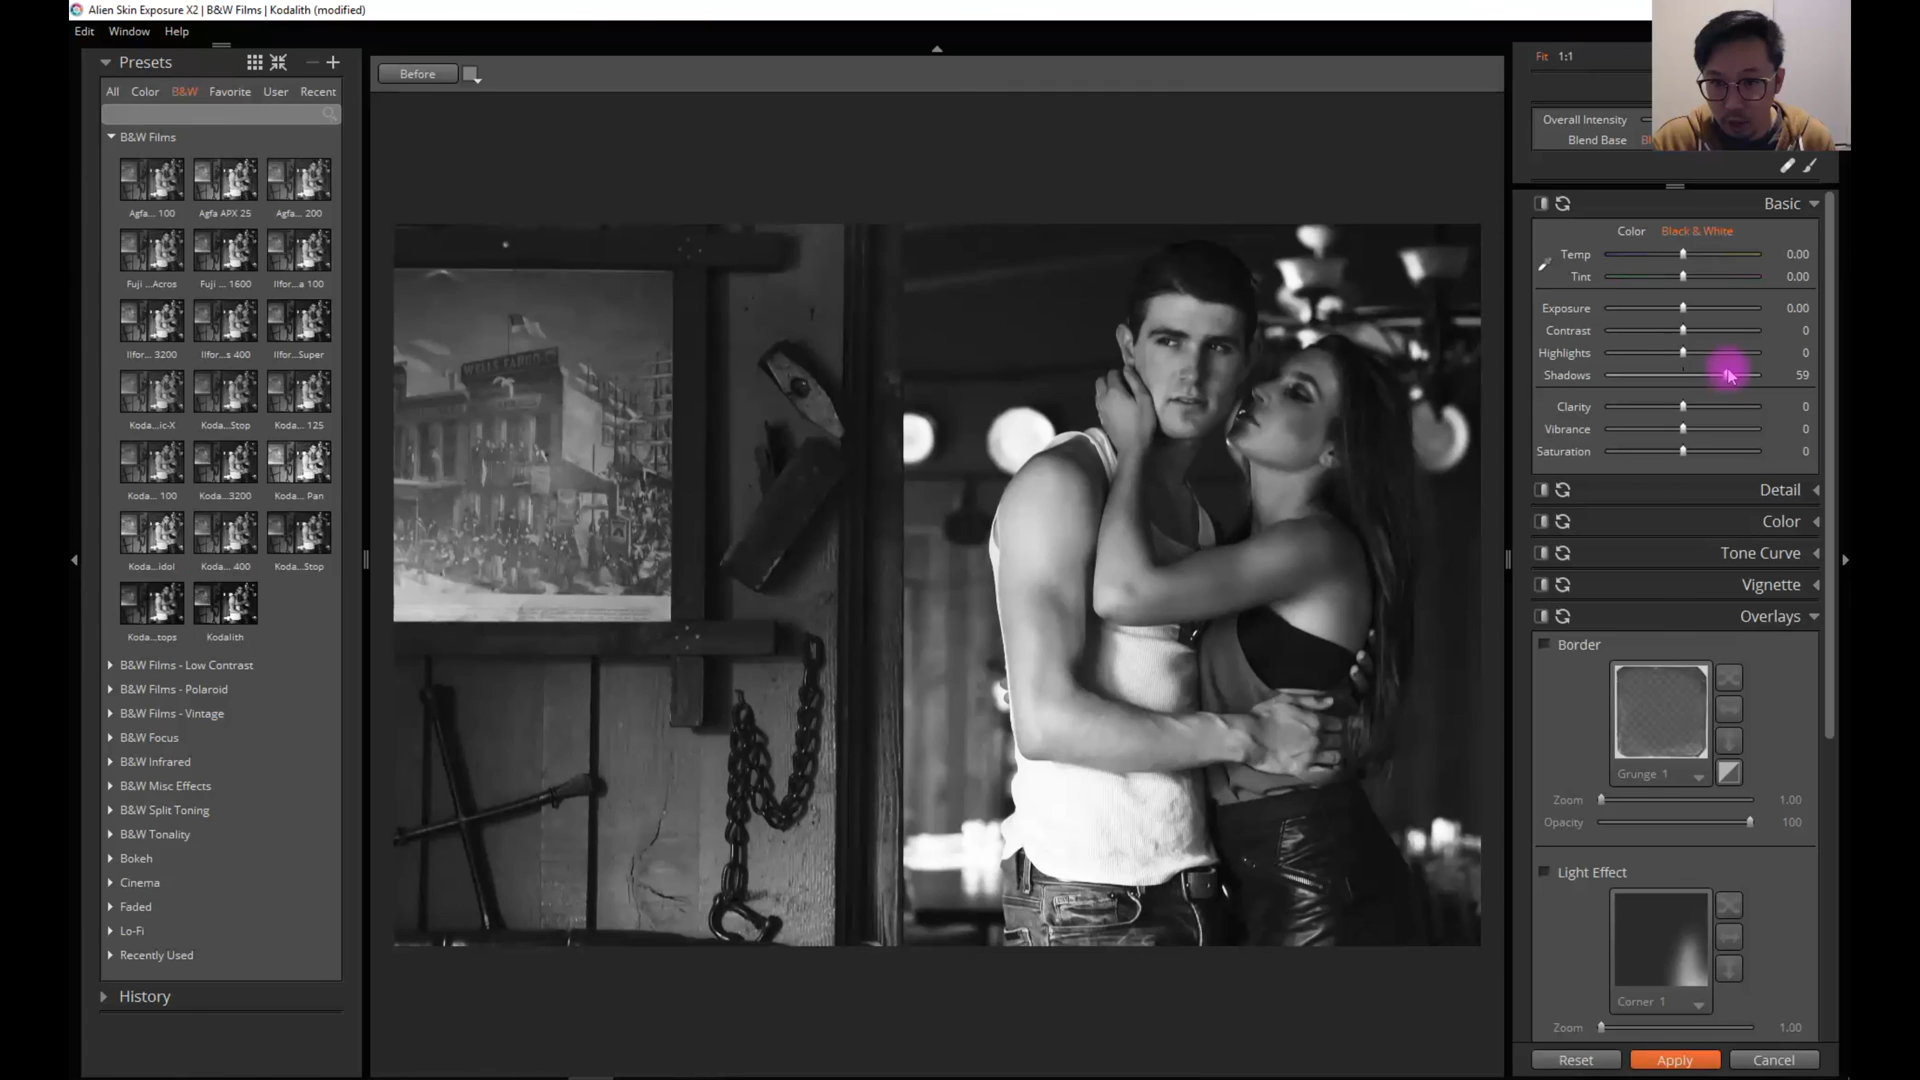 Alien Skin Exposure X2 | B&W Films | Kodalith (modified)
Edit Window Help
Presets
All Color B&W Favorite User Recent
B&W Films
Agfa... 100 Agfa APX 25 Agfa... 200
Fuji ...Acros Fuji ... 1600 Ilfor...a 100
Ilfor... 3200 Ilfor...s 400 Ilfor...Super
Koda...ic-X Koda...Stop Koda... 125
Koda... 100 Koda...3200 Koda... Pan
Koda...idol Koda... 400 Koda...Stop
Koda...tops Kodalith
B&W Films - Low Contrast
B&W Films - Polaroid
B&W Films - Vintage
B&W Focus
B&W Infrared
B&W Misc Effects
B&W Split Toning
B&W Tonality
Bokeh
Cinema
Faded
Lo-Fi
Recently Used
History
Before
WELLS FARGO
Fit 1:1
Overall Intensity
Blend Base
Basic
Color Black & White
Temp 0.00
Tint 0.00
Exposure 0.00
Contrast 0
Highlights 0
Shadows 59
Clarity 0
Vibrance 0
Saturation 0
Detail
Color
Tone Curve
Vignette
Overlays
Border
Grunge 1
Zoom 1.00
Opacity 100
Light Effect
Corner 1
Zoom 1.00
Reset Apply Cancel